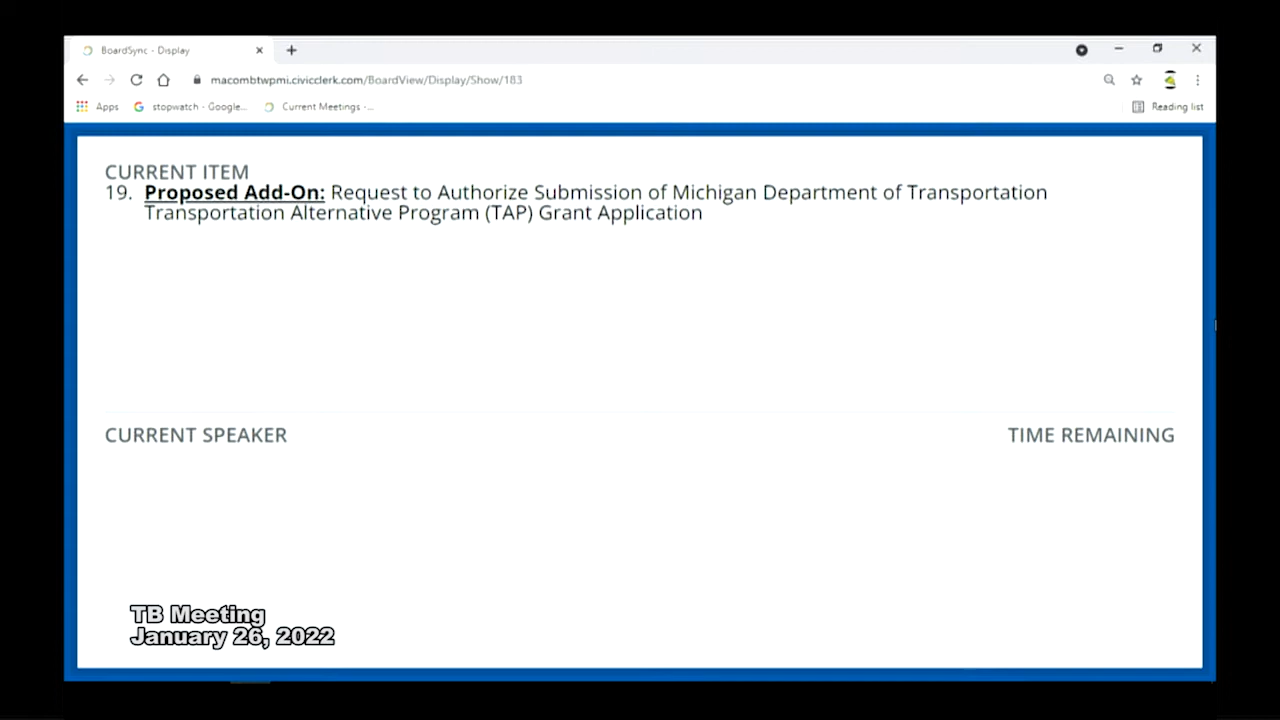 BoardSync - Display
macombtwpmi.civicclerk.com/BoardView/Display/Show/183
Apps stopwatch - Google... Current Meetings -... Reading list
CURRENT ITEM
19. Proposed Add-On: Request to Authorize Submission of Michigan Department of Transportation
Transportation Alternative Program (TAP) Grant Application
CURRENT SPEAKER TIME REMAINING
TB Meeting
January 26, 2022